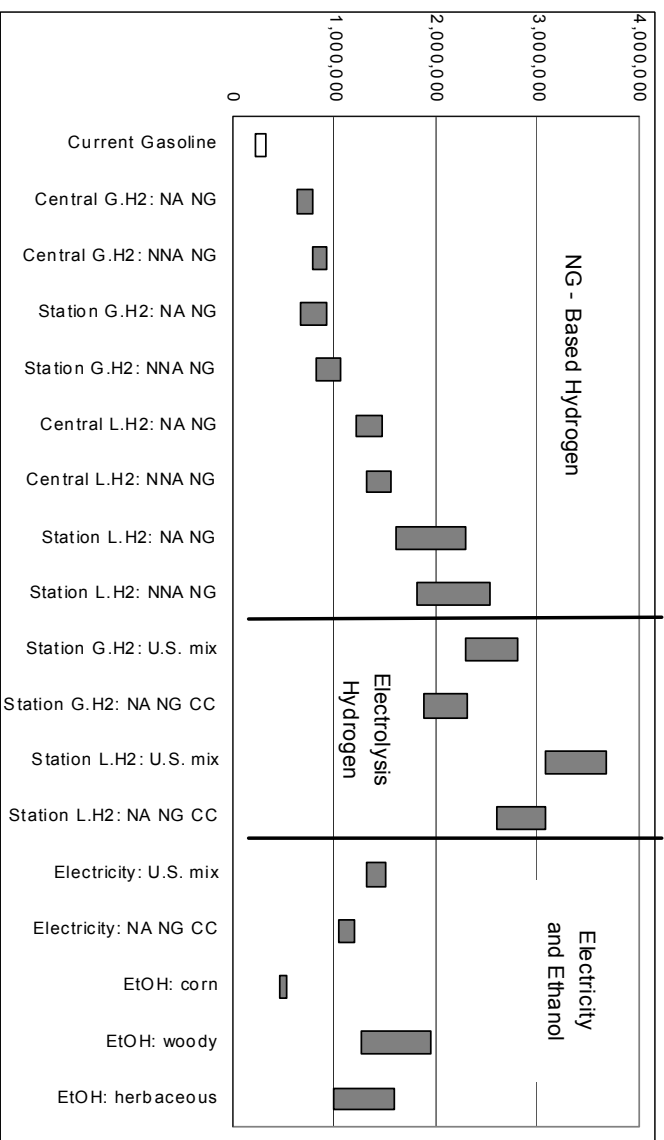 4,000,000
3,000,000
2,000,000
1,000,000
0
NG - Based Hydrogen
Electrolysis
Hydrogen
Electricity
and Ethanol
Current Gasoline
Central G.H2: NA NG
Central G.H2: NNA NG
Station G.H2: NA NG
Station G.H2: NNA NG
Central L.H2: NA NG
Central L.H2: NNA NG
Station L.H2: NA NG
Station L.H2: NNA NG
Station G.H2: U.S. mix
Station G.H2: NA NG CC
Station L.H2: U.S. mix
Station L.H2: NA NG CC
Electricity: U.S. mix
Electricity: NA NG CC
EtOH: corn
EtOH: woody
EtOH: herbaceous